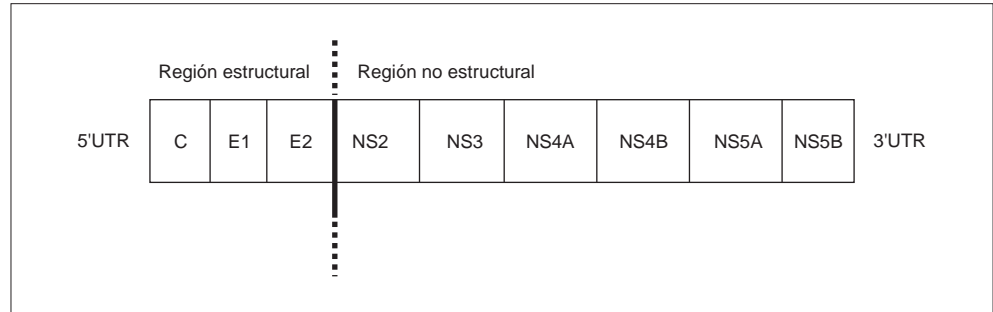 Región estructural Región no estructural
5'UTR C E1 E2 NS2 NS3 NS4A NS4B NS5A NS5B 3'UTR